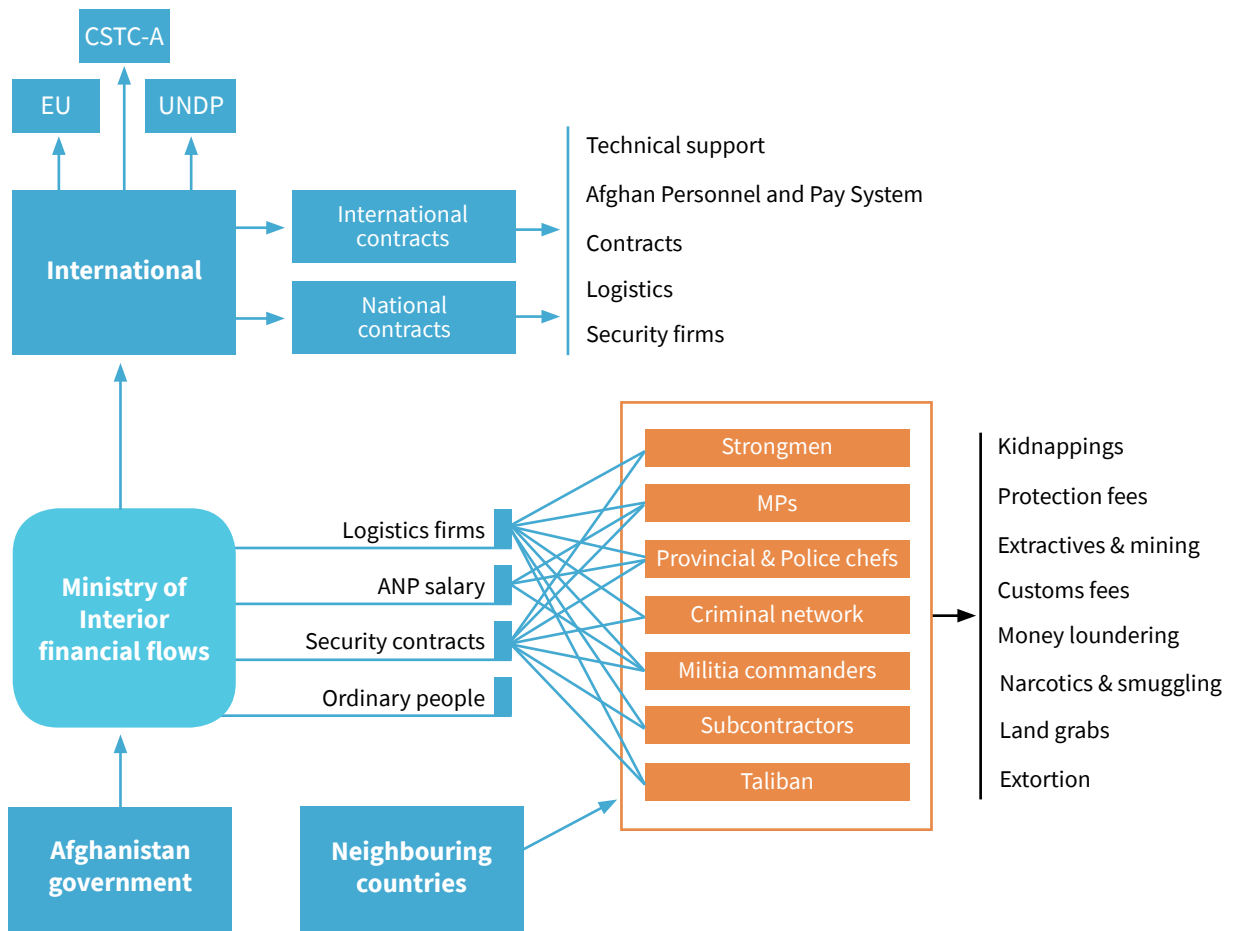 CSTC-A
EU
UNDP
International
International
contracts
National
contracts
Technical support
Afghan Personnel and Pay System
Contracts
Logistics
Security firms
Ministry of
Interior
financial flows
Logistics firms
ANP salary
Security contracts
Ordinary people
Strongmen
MPs
Provincial & Police chefs
Criminal network
Militia commanders
Subcontractors
Taliban
Kidnappings
Protection fees
Extractives & mining
Customs fees
Money loundering
Narcotics & smuggling
Land grabs
Extortion
Afghanistan
government
Neighbouring
countries